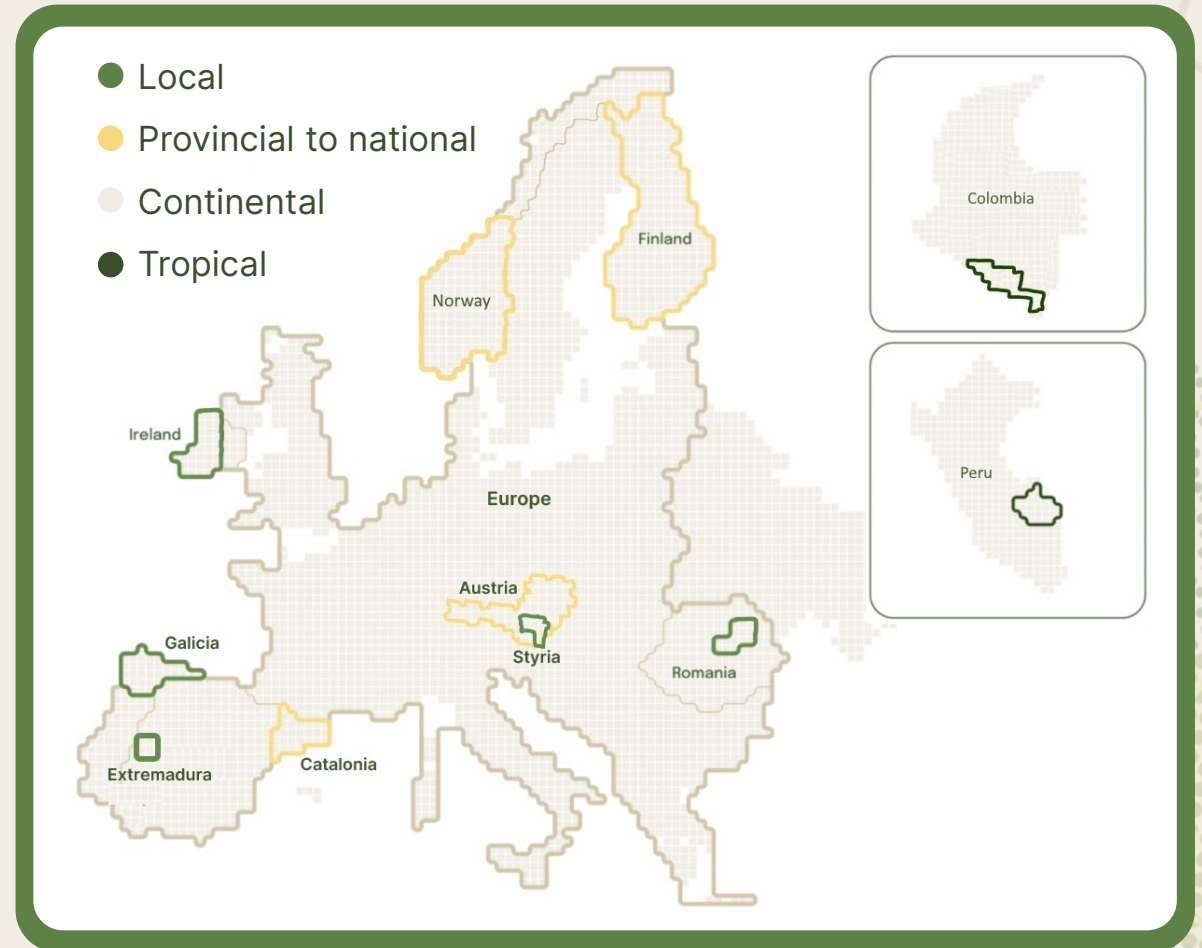 Local
Provincial to national
Continental
Tropical
Colombia
Finland
Norway
Ireland
Peru
Europe
Austria
Galicia
Styria
Romania
Catalonia
Extremadura